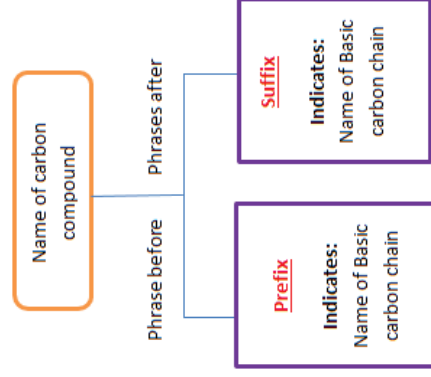 Name of carbon
compound
Phrase before
Phrases after
Prefix
Indicates:
Name of Basic
carbon chain
Suffix
Indicates:
Name of Basic
carbon chain